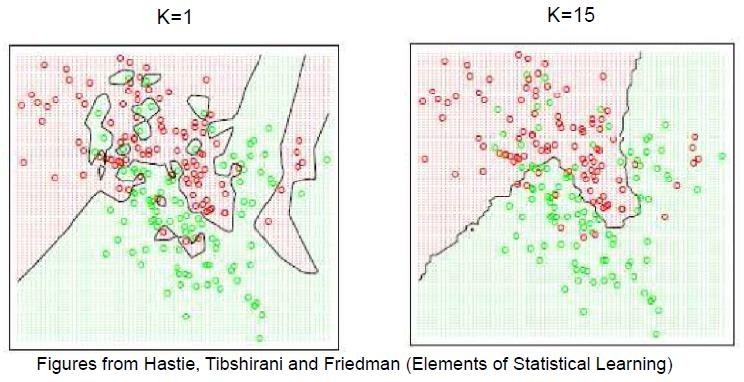 K=1
K=15
Figures from Hastie, Tibshirani and Friedman (Elements of Statistical Learning)